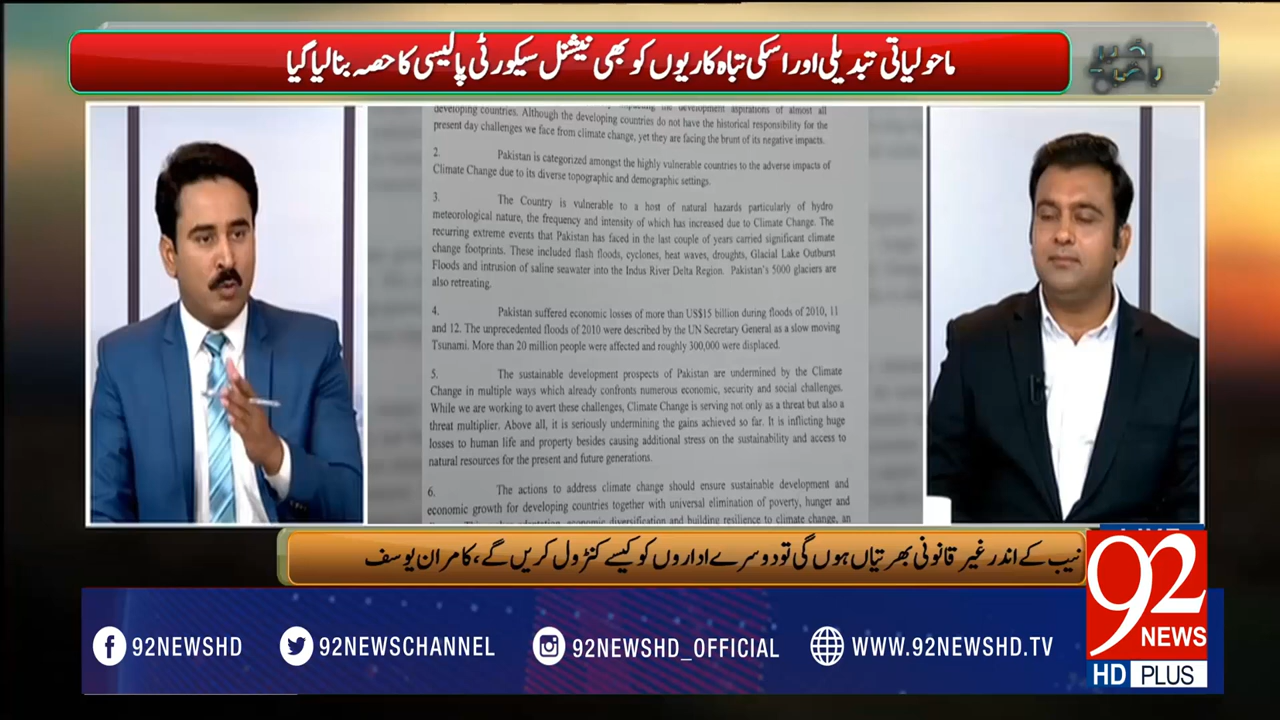 ماحولیاتی تبدیلی اور اسکی تباہ کاریوں کو بھی نیشنل سیکورٹی پالیسی کا حصہ بنالیا گیا
developing countries. Although the developing countries do not have the historical responsibility for the
present day challenges we face from climate change, yet they are facing the brunt of its negative impacts.
2. Pakistan is categorized amongst the highly vulnerable countries to the adverse impacts of
Climate Change due to its diverse topographic and demographic settings.
3. The Country is vulnerable to a host of natural hazards particularly of hydro
meteorological nature, the frequency and intensity of which has increased due to Climate Change. The
recurring extreme events that Pakistan has faced in the last couple of years carried significant climate
change footprints. These included flash floods, cyclones, heat waves, droughts, Glacial Lake Outburst
Floods and intrusion of saline seawater into the Indus River Delta Region. Pakistan's 5000 glaciers are
also retreating.
4. Pakistan suffered economic losses of more than US$15 billion during floods of 2010, 11
and 12. The unprecedented floods of 2010 were described by the UN Secretary General as a slow moving
Tsunami. More than 20 million people were affected and roughly 300,000 were displaced.
5. The sustainable development prospects of Pakistan are undermined by the Climate
Change in multiple ways which already confronts numerous economic, security and social challenges.
While we are working to avert these challenges, Climate Change is serving not only as a threat but also a
threat multiplier. Above all, it is seriously undermining the gains achieved so far. It is inflicting huge
losses to human life and property besides causing additional stress on the sustainability and access to
natural resources for the present and future generations.
6. The actions to address climate change should ensure sustainable development and
economic growth for developing countries together with universal elimination of poverty, hunger and
economic diversification and building resilience to climate change, an
نیب کے اندر غیر قانونی بھرتیاں ہوں گی تو دوسرے اداروں کو کیسے کنٹرول کریں گے، کامران یوسف
92 NEWS
HD PLUS
92NEWSHD
92NEWSCHANNEL
92NEWSHD_OFFICIAL
WWW.92NEWSHD.TV